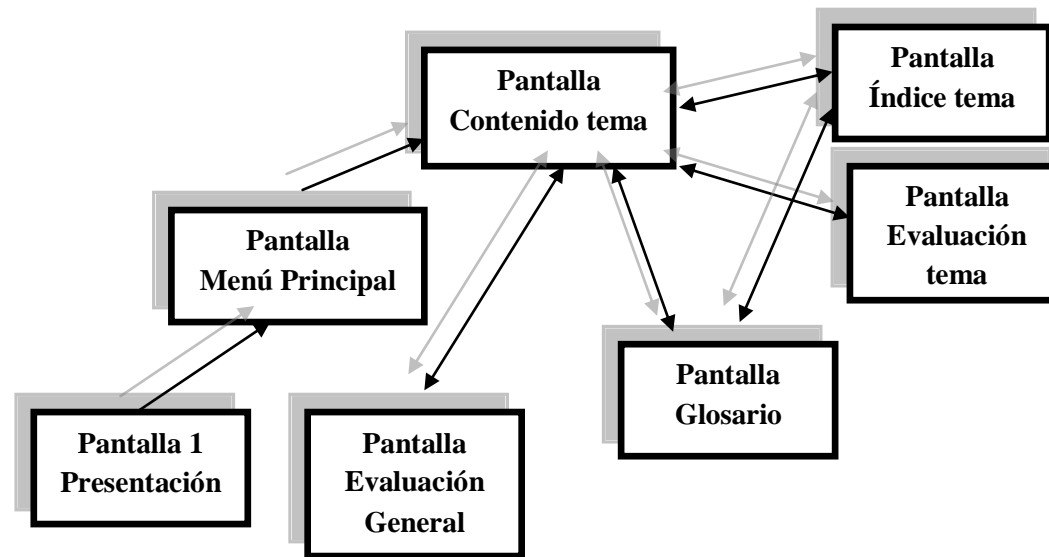 Pantalla
Contenido tema
Pantalla
Índice tema
Pantalla
Evaluación
tema
Pantalla
Menú Principal
Pantalla
Glosario
Pantalla 1
Presentación
Pantalla
Evaluación
General